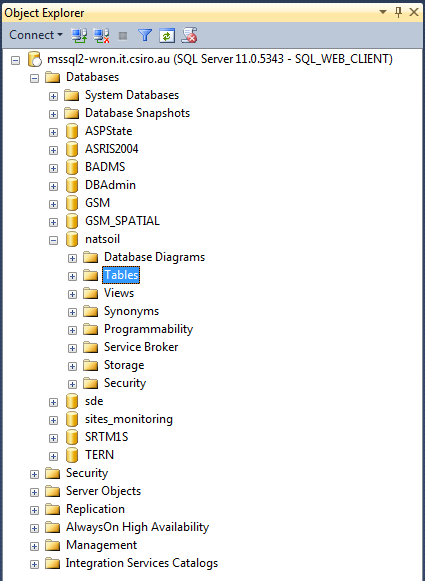 Object Explorer
Connect
mssql2-wron.it.csiro.au (SQL Server 11.0.5343 - SQL_WEB_CLIENT)
Databases
System Databases
Database Snapshots
ASPState
ASRIS2004
BADMS
DBAdmin
GSM
GSM_SPATIAL
natsoil
Database Diagrams
Tables
Views
Synonyms
Programmability
Service Broker
Storage
Security
sde
sites_monitoring
SRTM1S
TERN
Security
Server Objects
Replication
AlwaysOn High Availability
Management
Integration Services Catalogs